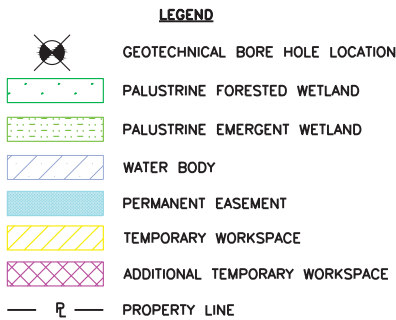 LEGEND
GEOTECHNICAL BORE HOLE LOCATION
PALUSTRINE FORESTED WETLAND
PALUSTRINE EMERGENT WETLAND
WATER BODY
PERMANENT EASEMENT
TEMPORARY WORKSPACE
ADDITIONAL TEMPORARY WORKSPACE
PL PROPERTY LINE